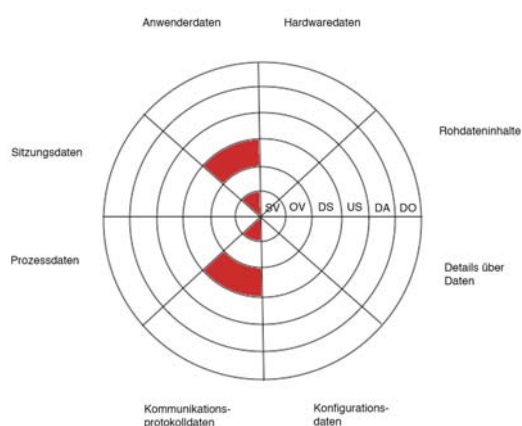 Anwenderdaten
Hardwaredaten
Sitzungsdaten
Rohdateninhalte
SV OV DS US DA DO
Prozessdaten
Details über
Daten
Kommunikations-
protokolldaten
Konfigurations-
daten